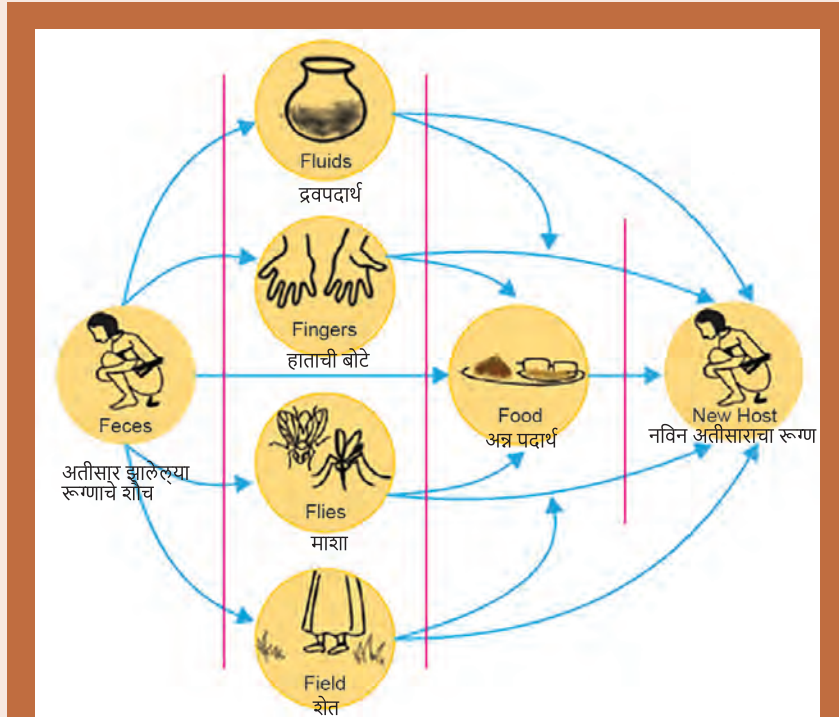 Fluids
द्रवपदार्थ
Fingers
हाताची बोटे
Feces
अतीसार झालेल्या
रूग्णाचे शौच
Food
अन्न पदार्थ
New Host
नविन अतीसाराचा रूग्ण
Flies
माशा
Field
शेत